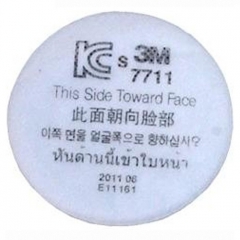 KC s 3M
7711
This Side Toward Face
此面朝向脸部
이쪽 면을 얼굴쪽으로 향하십시?
หันด้านนี้เข้าใบหน้า
2011 06
E11161